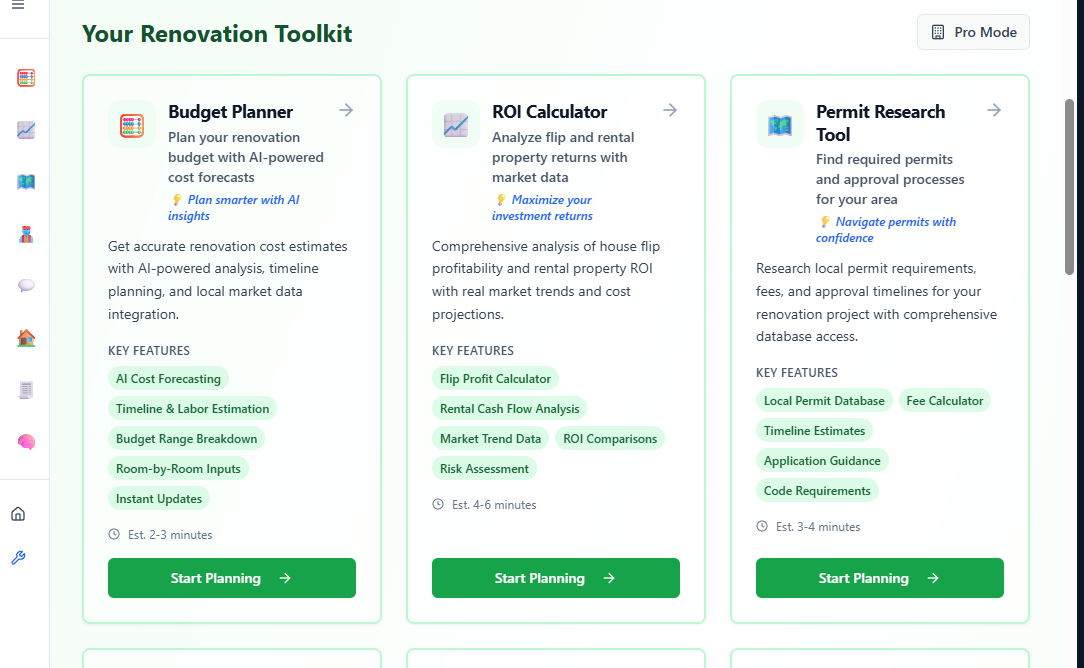 Your Renovation Toolkit
Pro Mode
Budget Planner
Plan your renovation
budget with AI-powered
cost forecasts
💡 Plan smarter with AI
insights
Get accurate renovation cost estimates
with AI-powered analysis, timeline
planning, and local market data
integration.
KEY FEATURES
AI Cost Forecasting
Timeline & Labor Estimation
Budget Range Breakdown
Room-by-Room Inputs
Instant Updates
Est. 2-3 minutes
Start Planning →
ROI Calculator
Analyze flip and rental
property returns with
market data
💡 Maximize your
investment returns
Comprehensive analysis of house flip
profitability and rental property ROI
with real market trends and cost
projections.
KEY FEATURES
Flip Profit Calculator
Rental Cash Flow Analysis
Market Trend Data
ROI Comparisons
Risk Assessment
Est. 4-6 minutes
Start Planning →
Permit Research
Tool
Find required permits
and approval processes
for your area
💡 Navigate permits with
confidence
Research local permit requirements,
fees, and approval timelines for your
renovation project with comprehensive
database access.
KEY FEATURES
Local Permit Database
Fee Calculator
Timeline Estimates
Application Guidance
Code Requirements
Est. 3-4 minutes
Start Planning →